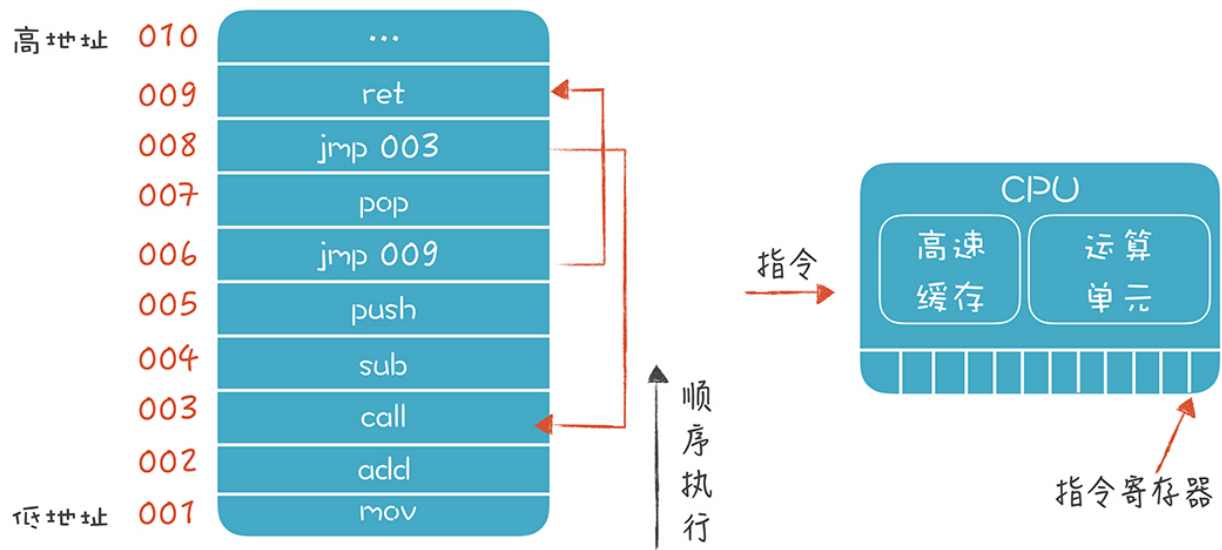 高地址 010 ...
009 ret
008 jmp 003
007 pop
006 jmp 009
005 push
004 sub
003 call
002 add
低地址 001 mov
顺序执行
指令
CPU
高速缓存
运算单元
指令寄存器